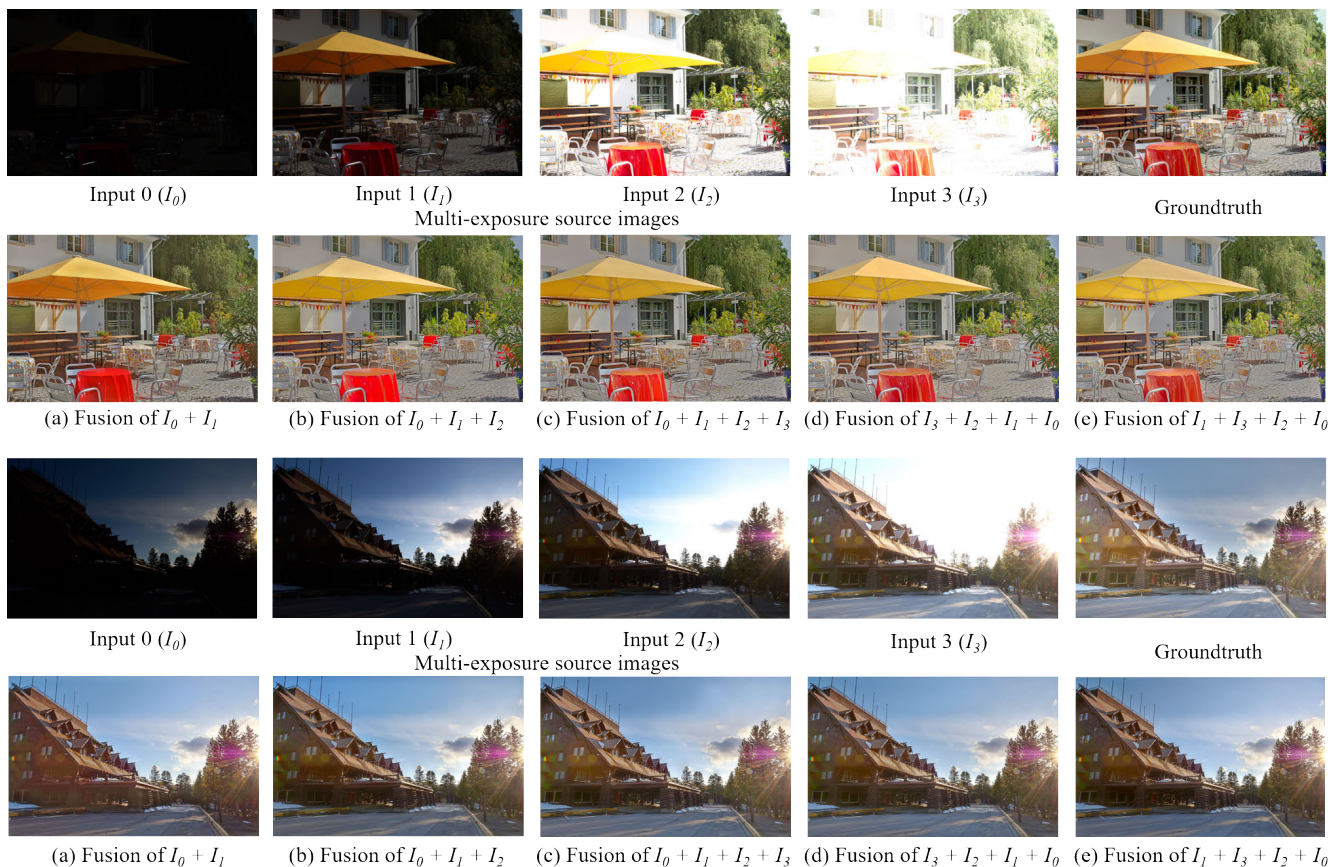 Input 0 (I₀) Input 1 (I₁) Input 2 (I₂) Input 3 (I₃) Groundtruth
Multi-exposure source images
(a) Fusion of I₀ + I₁ (b) Fusion of I₀ + I₁ + I₂ (c) Fusion of I₀ + I₁ + I₂ + I₃ (d) Fusion of I₃ + I₂ + I₁ + I₀ (e) Fusion of I₁ + I₃ + I₂ + I₀
Input 0 (I₀) Input 1 (I₁) Input 2 (I₂) Input 3 (I₃) Groundtruth
Multi-exposure source images
(a) Fusion of I₀ + I₁ (b) Fusion of I₀ + I₁ + I₂ (c) Fusion of I₀ + I₁ + I₂ + I₃ (d) Fusion of I₃ + I₂ + I₁ + I₀ (e) Fusion of I₁ + I₃ + I₂ + I₀